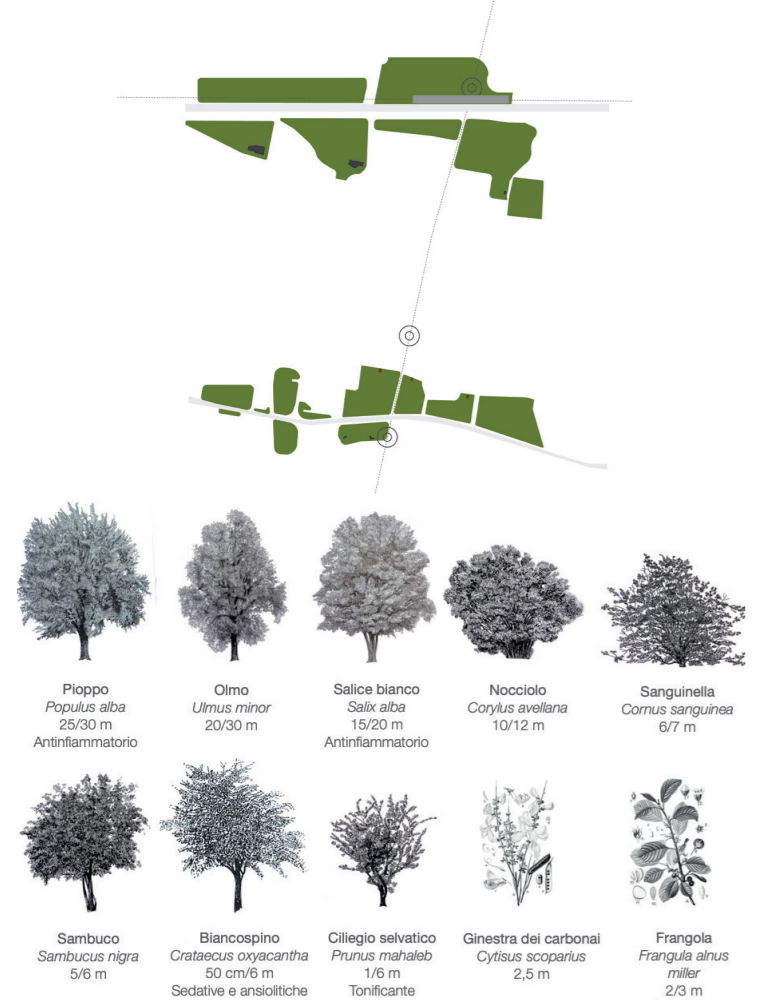 Pioppo
Populus alba
25/30 m
Antinfiammatorio
Olmo
Ulmus minor
20/30 m
Salice bianco
Salix alba
15/20 m
Antinfiammatorio
Nocciolo
Corylus avellana
10/12 m
Sanguinella
Cornus sanguinea
6/7 m
Sambuco
Sambucus nigra
5/6 m
Biancospino
Crataecus oxyacantha
50 cm/6 m
Sedative e ansiolitiche
Ciliegio selvatico
Prunus mahaleb
1/6 m
Tonificante
Ginestra dei carbonai
Cytisus scoparius
2,5 m
Frangola
Frangula alnus
miller
2/3 m